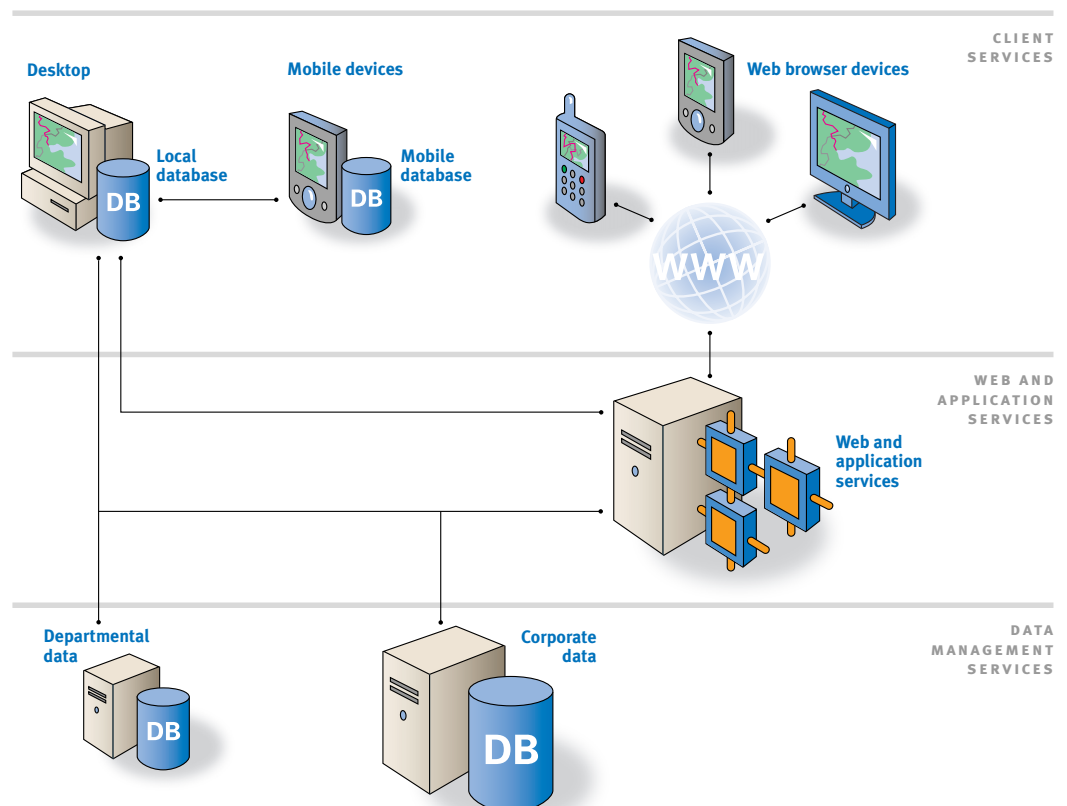 CLIENT
SERVICES
Desktop
Mobile devices
Web browser devices
Local
database
Mobile
database
DB
DB
WWW
WEB AND
APPLICATION
SERVICES
Web and
application
services
DATA
MANAGEMENT
SERVICES
Departmental
data
Corporate
data
DB
DB